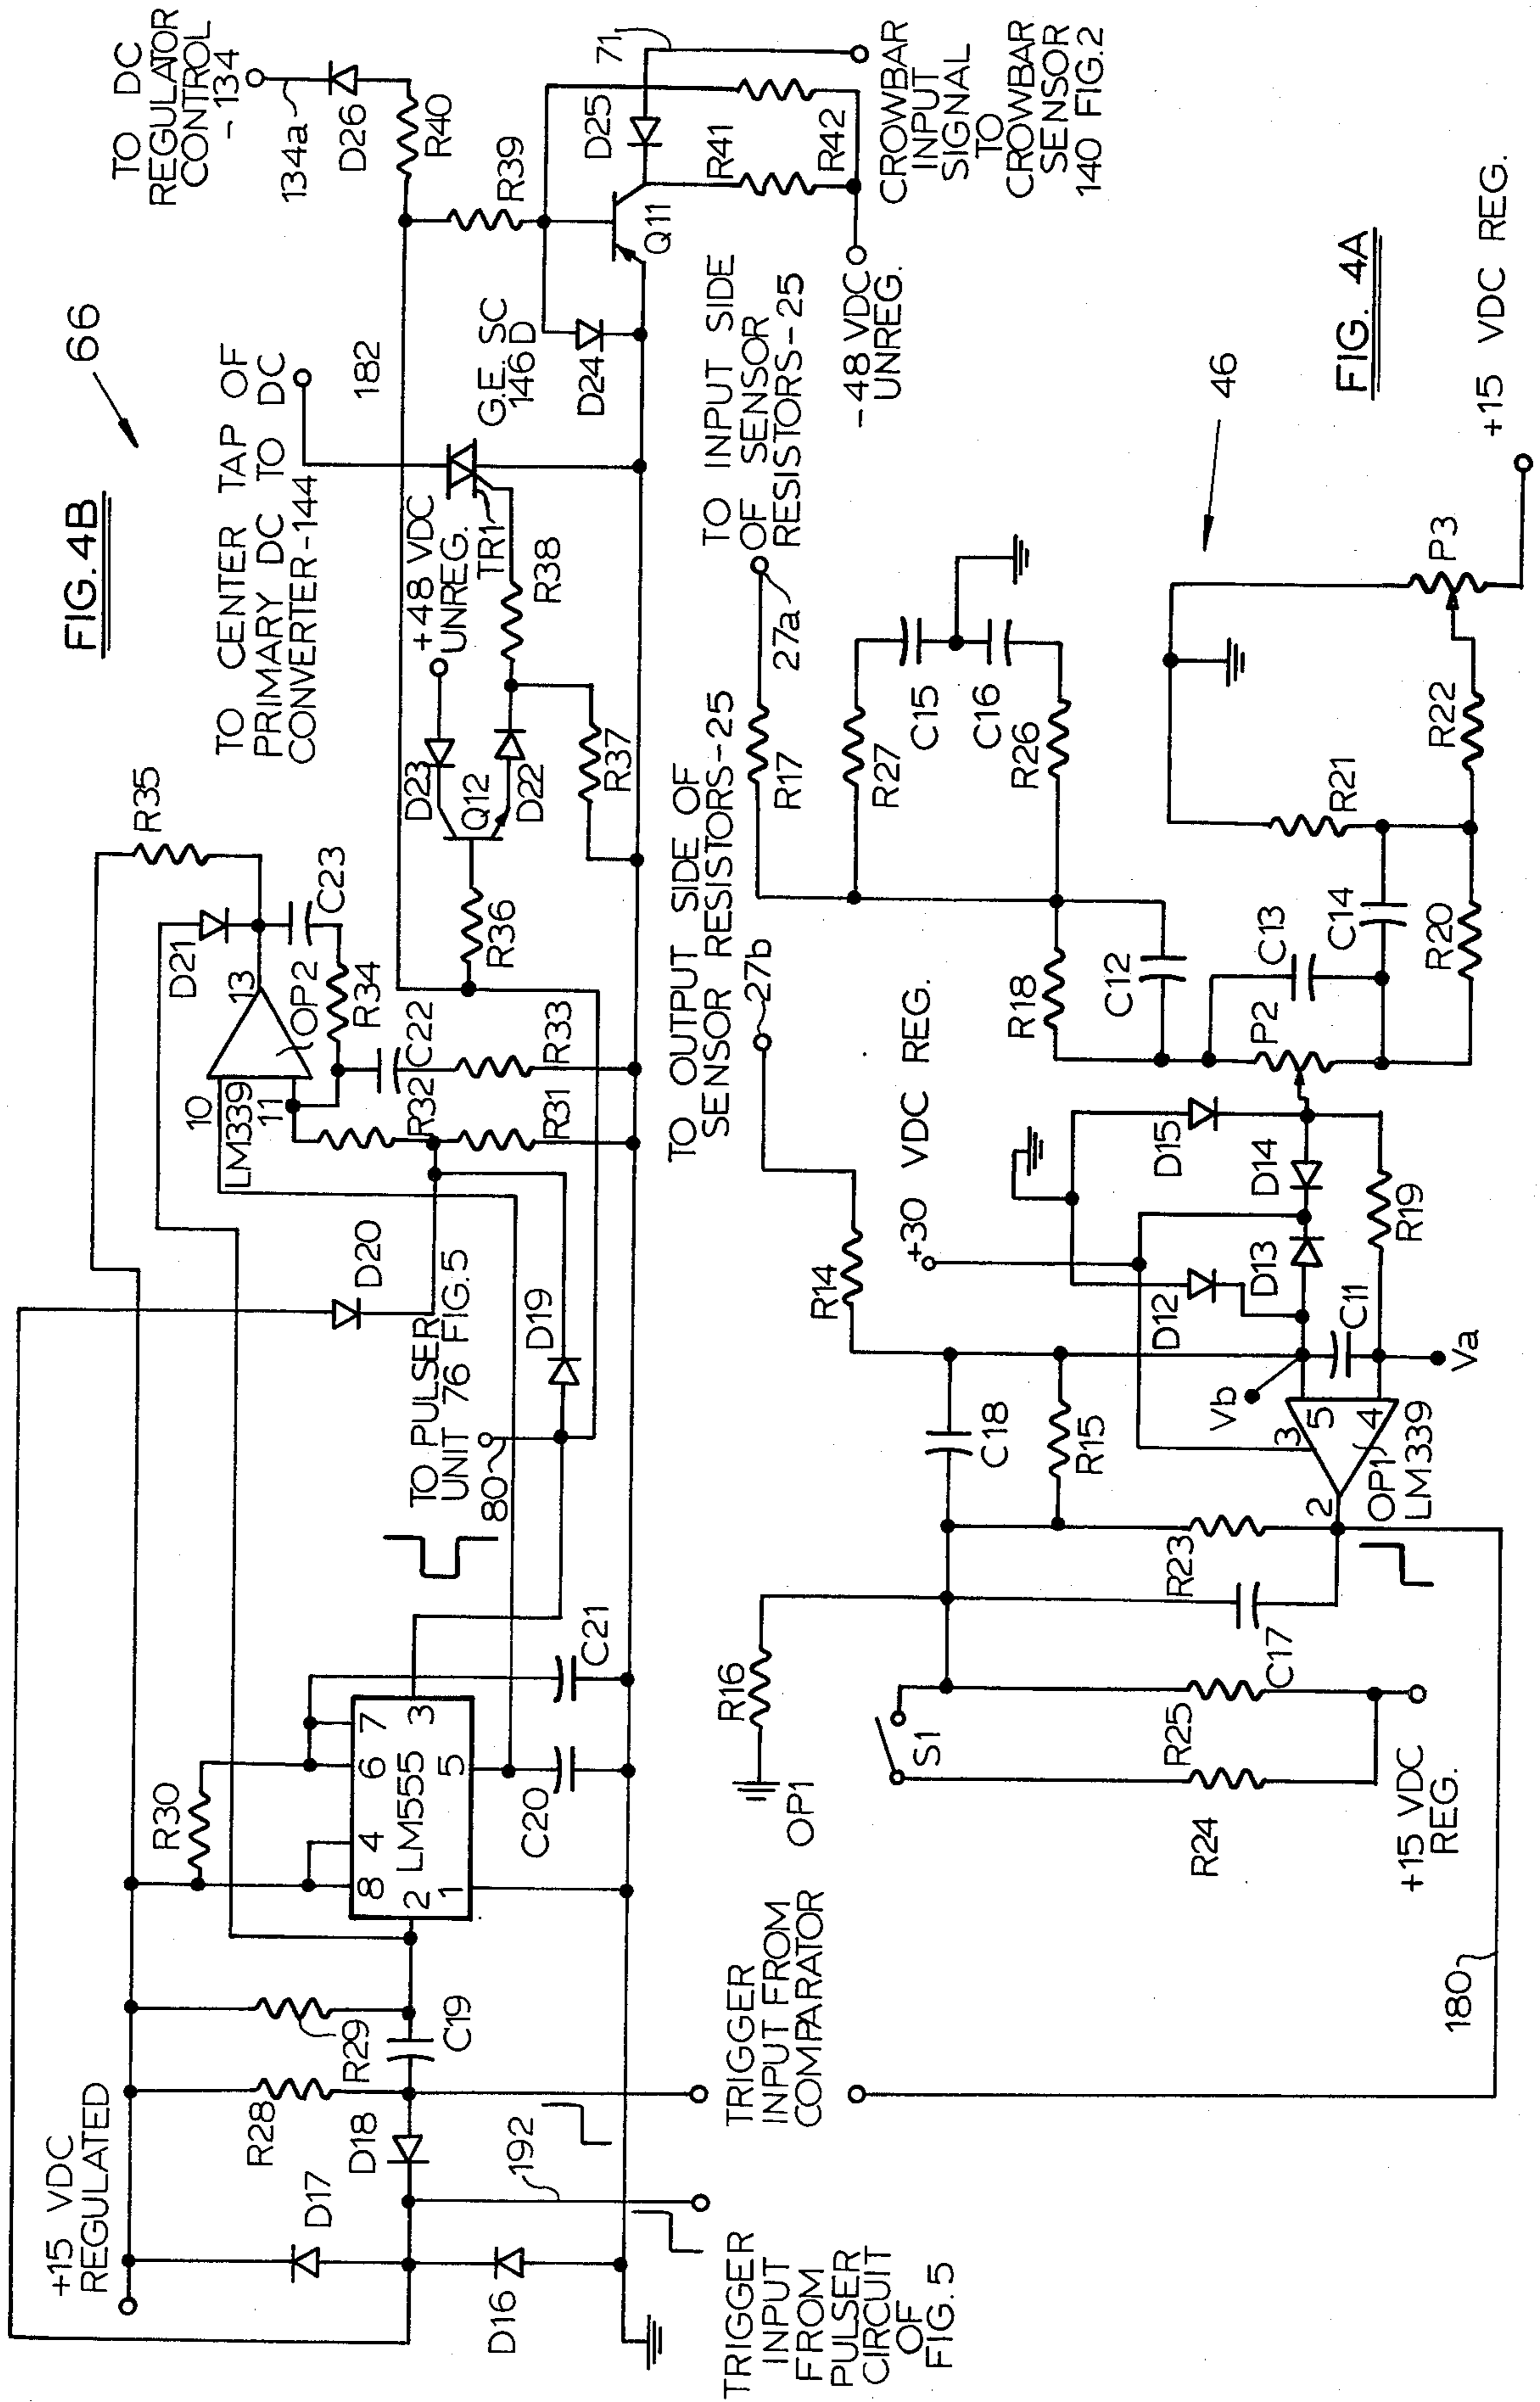 FIG. 4B
66
+15 VDC
REGULATED
D17
D16
D18
R28
R29
C19
192
TRIGGER
INPUT
FROM
PULSER
CIRCUIT
OF
FIG. 5
TRIGGER
INPUT FROM
COMPARATOR
R30
8
4
6
7
2
LM555
3
1
5
C20
C21
80
TO PULSER
UNIT 76 FIG. 5
D19
D20
10
LM339
11
13
OP2
D21
R35
C23
R34
C22
R32
R33
R31
R36
Q12
D23
D22
R37
R38
+48 VDC
UNREG.
TR1
G.E. SC
146 D
TO CENTER TAP OF
PRIMARY DC TO DC
CONVERTER-144
182
D24
Q11
R39
R40
D26
134a
TO DC
REGULATOR
CONTROL
-134
D25
71
R41
R42
-48 VDC
UNREG.
CROWBAR
INPUT
SIGNAL
TO
CROWBAR
SENSOR
140 FIG.2
FIG. 4A
46
TO OUTPUT SIDE OF
SENSOR RESISTORS-25
27b
TO INPUT SIDE
OF SENSOR
RESISTORS-25
27a
R17
R27
C15
C16
R26
R18
C12
C13
P2
C14
R20
R21
R22
P3
+15 VDC REG.
+30 VDC REG.
R14
D15
D14
D12
D13
R19
C11
Vb
Va
3
5
4
2
OP1
LM339
C18
R15
R23
C17
R16
OP1
S1
R25
R24
+15 VDC
REG.
180